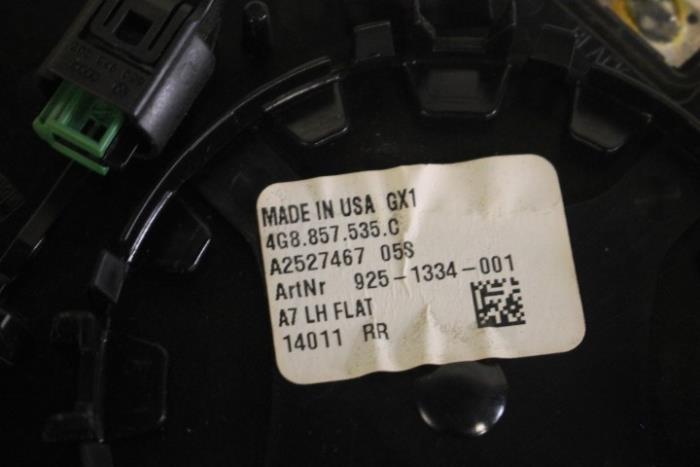 MADE IN USA GX1
4G8.857.535.C
A2527467 05S
ArtNr 925-1334-001
A7 LH FLAT
14011 RR